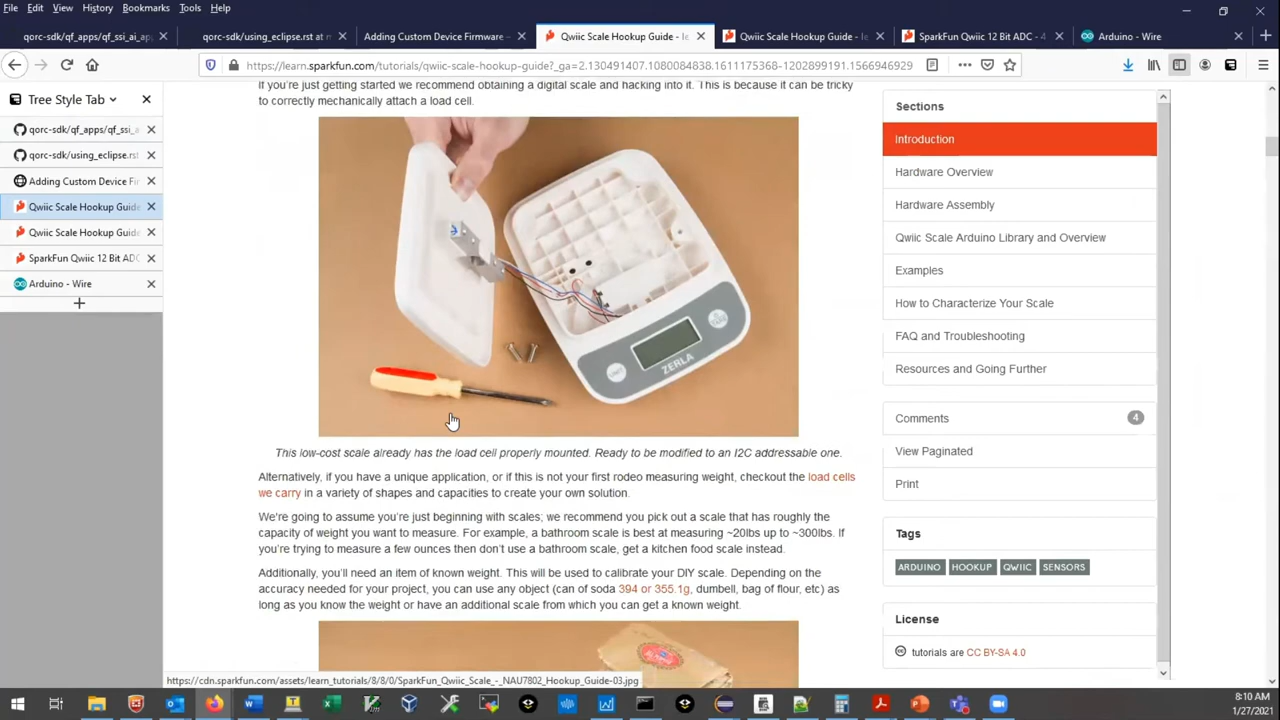 File Edit View History Bookmarks Tools Help
qorc-sdk/qf_apps/qf_ssi_ai_app
qorc-sdk/using_eclipse.rst at m
Adding Custom Device Firmware –
Qwiic Scale Hookup Guide - le
Qwiic Scale Hookup Guide - le
SparkFun Qwiic 12 Bit ADC - 4
Arduino - Wire
https://learn.sparkfun.com/tutorials/qwiic-scale-hookup-guide?_ga=2.130491407.1080084838.1611175368-1202899191.1566946929
Tree Style Tab
qorc-sdk/qf_apps/qf_ssi_
qorc-sdk/using_eclipse.rst
Adding Custom Device Fi
Qwiic Scale Hookup Guide
Qwiic Scale Hookup Guide
SparkFun Qwiic 12 Bit ADC
Arduino - Wire
If you're just getting started we recommend obtaining a digital scale and hacking into it. This is because it can be tricky
to correctly mechanically attach a load cell.
ZERLA
This low-cost scale already has the load cell properly mounted. Ready to be modified to an I2C addressable one.
Alternatively, if you have a unique application, or if this is not your first rodeo measuring weight, checkout the load cells
we carry in a variety of shapes and capacities to create your own solution.
We're going to assume you're just beginning with scales; we recommend you pick out a scale that has roughly the
capacity of weight you want to measure. For example, a bathroom scale is best at measuring ~20lbs up to ~300lbs. If
you're trying to measure a few ounces then don't use a bathroom scale, get a kitchen food scale instead.
Additionally, you'll need an item of known weight. This will be used to calibrate your DIY scale. Depending on the
accuracy needed for your project, you can use any object (can of soda 394 or 355.1g, dumbell, bag of flour, etc) as
long as you know the weight or have an additional scale from which you can get a known weight.
Sections
Introduction
Hardware Overview
Hardware Assembly
Qwiic Scale Arduino Library and Overview
Examples
How to Characterize Your Scale
FAQ and Troubleshooting
Resources and Going Further
Comments 4
View Paginated
Print
Tags
ARDUINO HOOKUP QWIIC SENSORS
License
tutorials are CC BY-SA 4.0
https://cdn.sparkfun.com/assets/learn_tutorials/8/8/0/SparkFun_Qwiic_Scale_-_NAU7802_Hookup_Guide-03.jpg
8:10 AM
1/27/2021